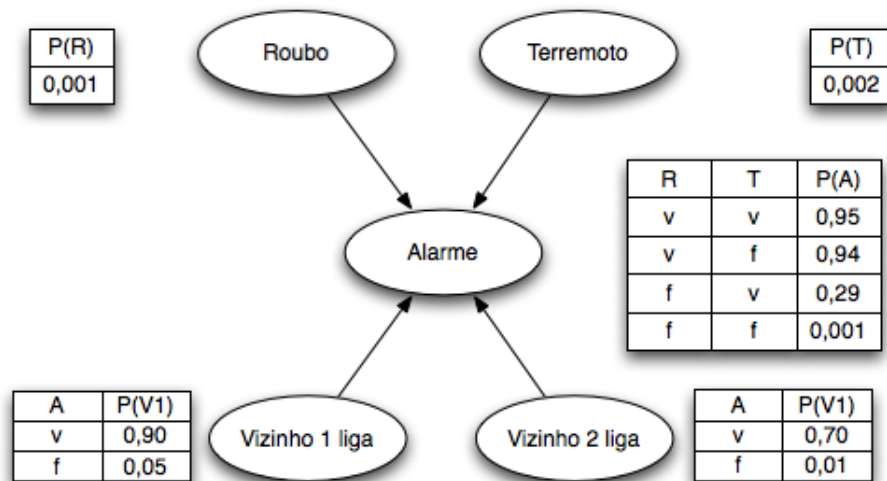 P(R)
0,001
Roubo
Terremoto
P(T)
0,002
R T P(A)
v v 0,95
v f 0,94
f v 0,29
f f 0,001
Alarme
A P(V1)
v 0,90
f 0,05
Vizinho 1 liga
Vizinho 2 liga
A P(V1)
v 0,70
f 0,01